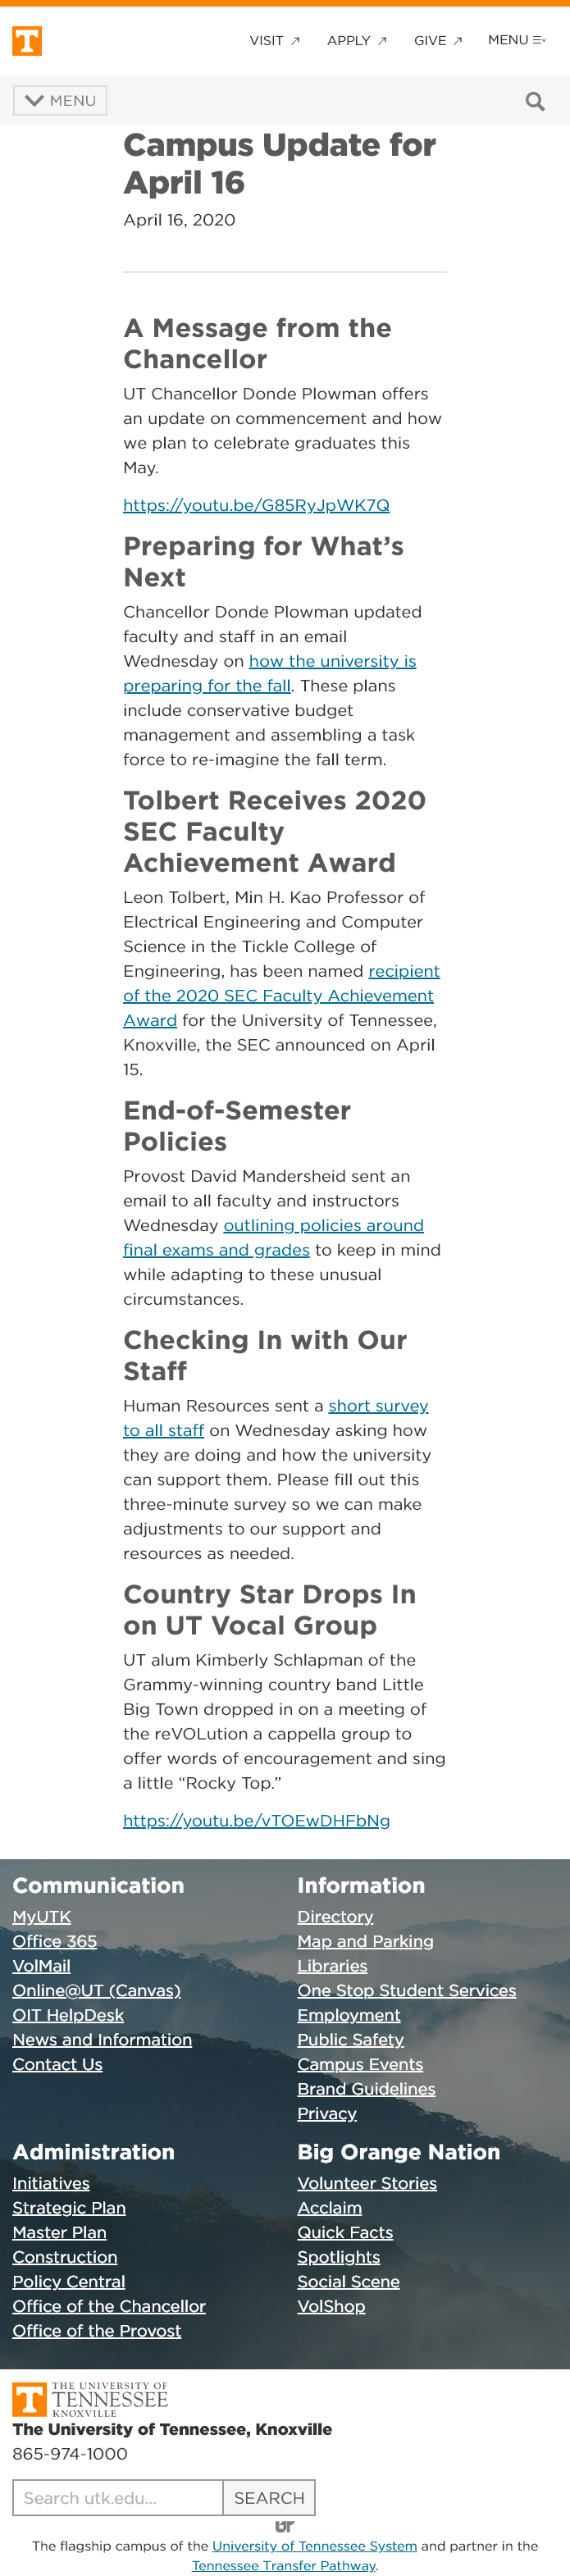 T
VISIT ↗ APPLY ↗ GIVE ↗ MENU
MENU
Campus Update for
April 16
April 16, 2020
A Message from the
Chancellor
UT Chancellor Donde Plowman offers
an update on commencement and how
we plan to celebrate graduates this
May.
https://youtu.be/G85RyJpWK7Q
Preparing for What’s
Next
Chancellor Donde Plowman updated
faculty and staff in an email
Wednesday on how the university is
preparing for the fall. These plans
include conservative budget
management and assembling a task
force to re-imagine the fall term.
Tolbert Receives 2020
SEC Faculty
Achievement Award
Leon Tolbert, Min H. Kao Professor of
Electrical Engineering and Computer
Science in the Tickle College of
Engineering, has been named recipient
of the 2020 SEC Faculty Achievement
Award for the University of Tennessee,
Knoxville, the SEC announced on April
15.
End-of-Semester
Policies
Provost David Mandersheid sent an
email to all faculty and instructors
Wednesday outlining policies around
final exams and grades to keep in mind
while adapting to these unusual
circumstances.
Checking In with Our
Staff
Human Resources sent a short survey
to all staff on Wednesday asking how
they are doing and how the university
can support them. Please fill out this
three-minute survey so we can make
adjustments to our support and
resources as needed.
Country Star Drops In
on UT Vocal Group
UT alum Kimberly Schlapman of the
Grammy-winning country band Little
Big Town dropped in on a meeting of
the reVOLution a cappella group to
offer words of encouragement and sing
a little “Rocky Top.”
https://youtu.be/vTOEwDHFbNg
Communication
MyUTK
Office 365
VolMail
Online@UT (Canvas)
OIT HelpDesk
News and Information
Contact Us
Information
Directory
Map and Parking
Libraries
One Stop Student Services
Employment
Public Safety
Campus Events
Brand Guidelines
Privacy
Administration
Initiatives
Strategic Plan
Master Plan
Construction
Policy Central
Office of the Chancellor
Office of the Provost
Big Orange Nation
Volunteer Stories
Acclaim
Quick Facts
Spotlights
Social Scene
VolShop
T
THE UNIVERSITY OF
TENNESSEE
KNOXVILLE
The University of Tennessee, Knoxville
865-974-1000
Search utk.edu... SEARCH
The flagship campus of the University of Tennessee System and partner in the
Tennessee Transfer Pathway.